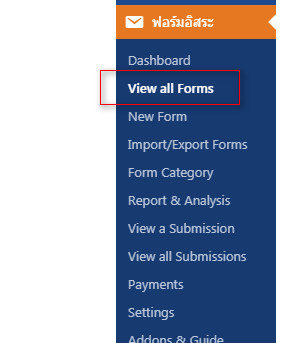 ฟอร์มอิสระ
Dashboard
View all Forms
New Form
Import/Export Forms
Form Category
Report & Analysis
View a Submission
View all Submissions
Payments
Settings
Addons & Guide